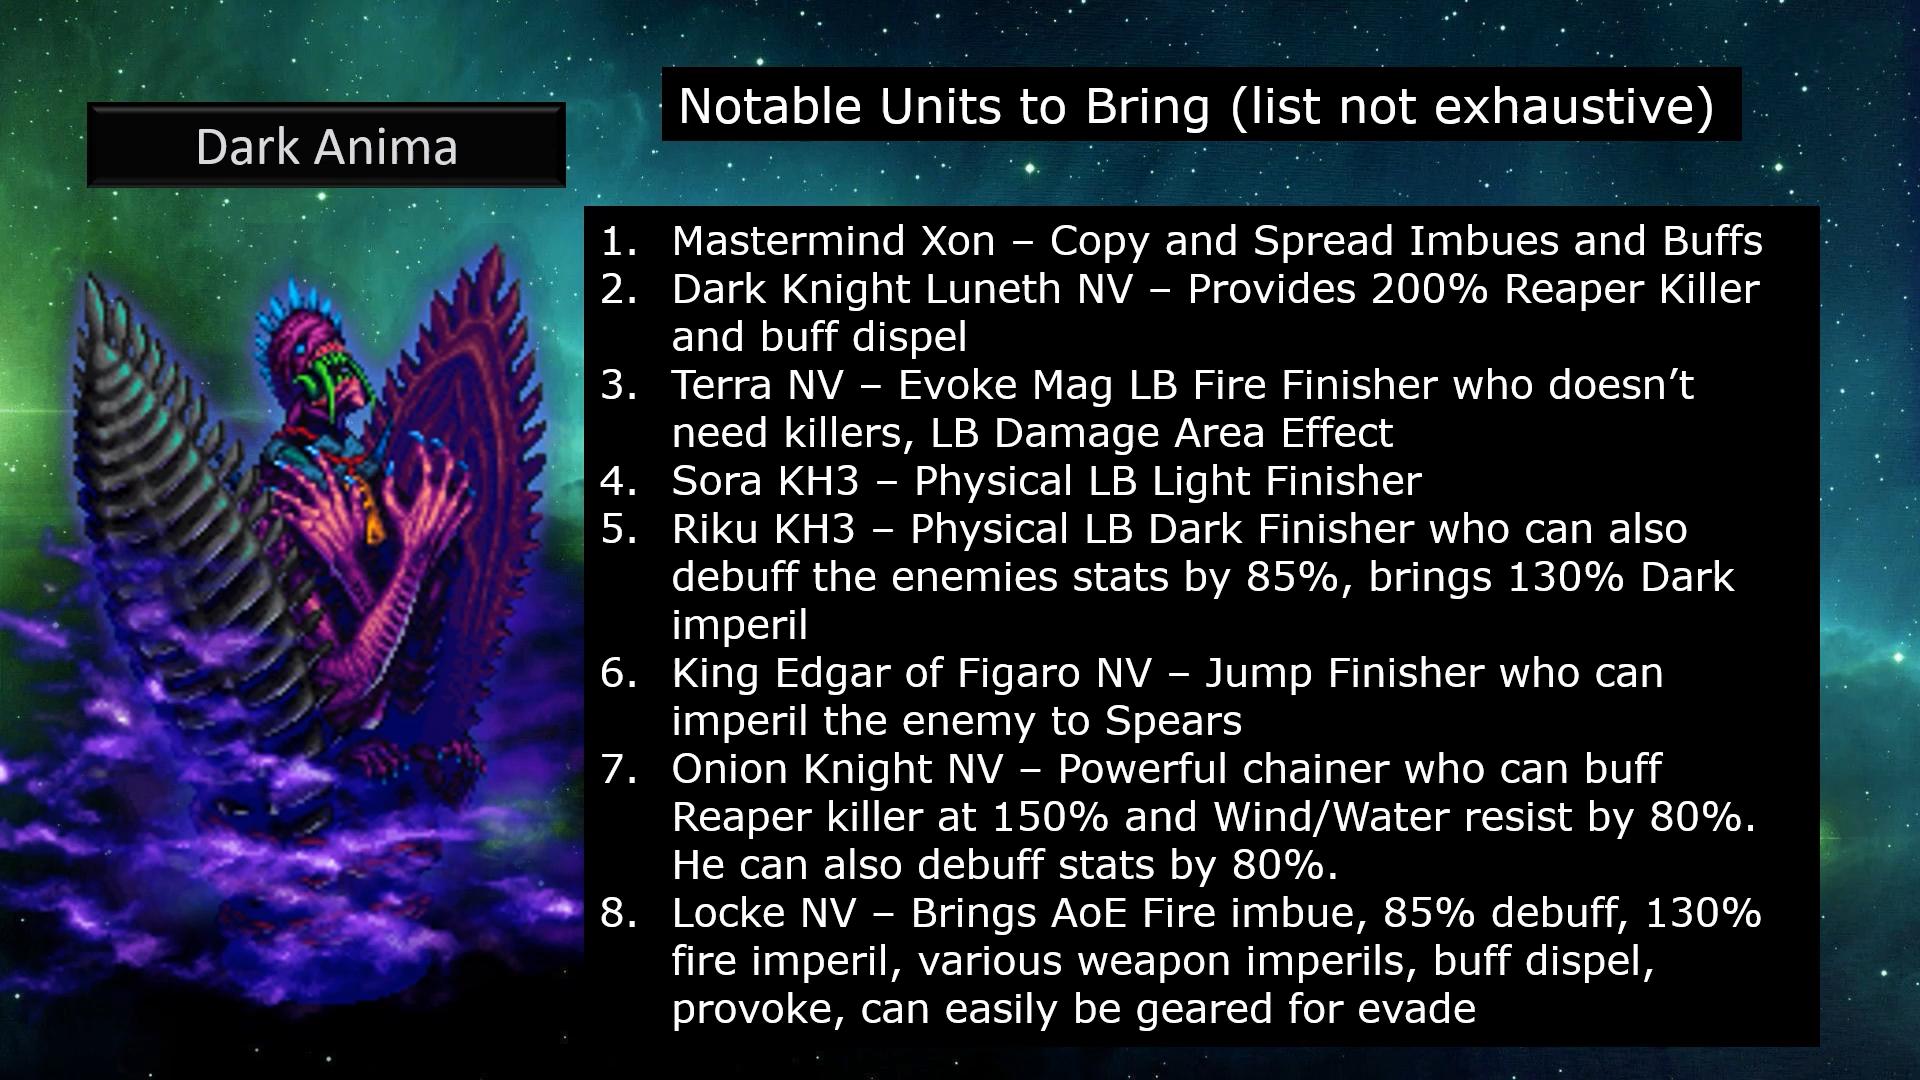 Dark Anima
Notable Units to Bring (list not exhaustive)
1. Mastermind Xon – Copy and Spread Imbues and Buffs
2. Dark Knight Luneth NV – Provides 200% Reaper Killer
and buff dispel
3. Terra NV – Evoke Mag LB Fire Finisher who doesn’t
need killers, LB Damage Area Effect
4. Sora KH3 – Physical LB Light Finisher
5. Riku KH3 – Physical LB Dark Finisher who can also
debuff the enemies stats by 85%, brings 130% Dark
imperil
6. King Edgar of Figaro NV – Jump Finisher who can
imperil the enemy to Spears
7. Onion Knight NV – Powerful chainer who can buff
Reaper killer at 150% and Wind/Water resist by 80%.
He can also debuff stats by 80%.
8. Locke NV – Brings AoE Fire imbue, 85% debuff, 130%
fire imperil, various weapon imperils, buff dispel,
provoke, can easily be geared for evade